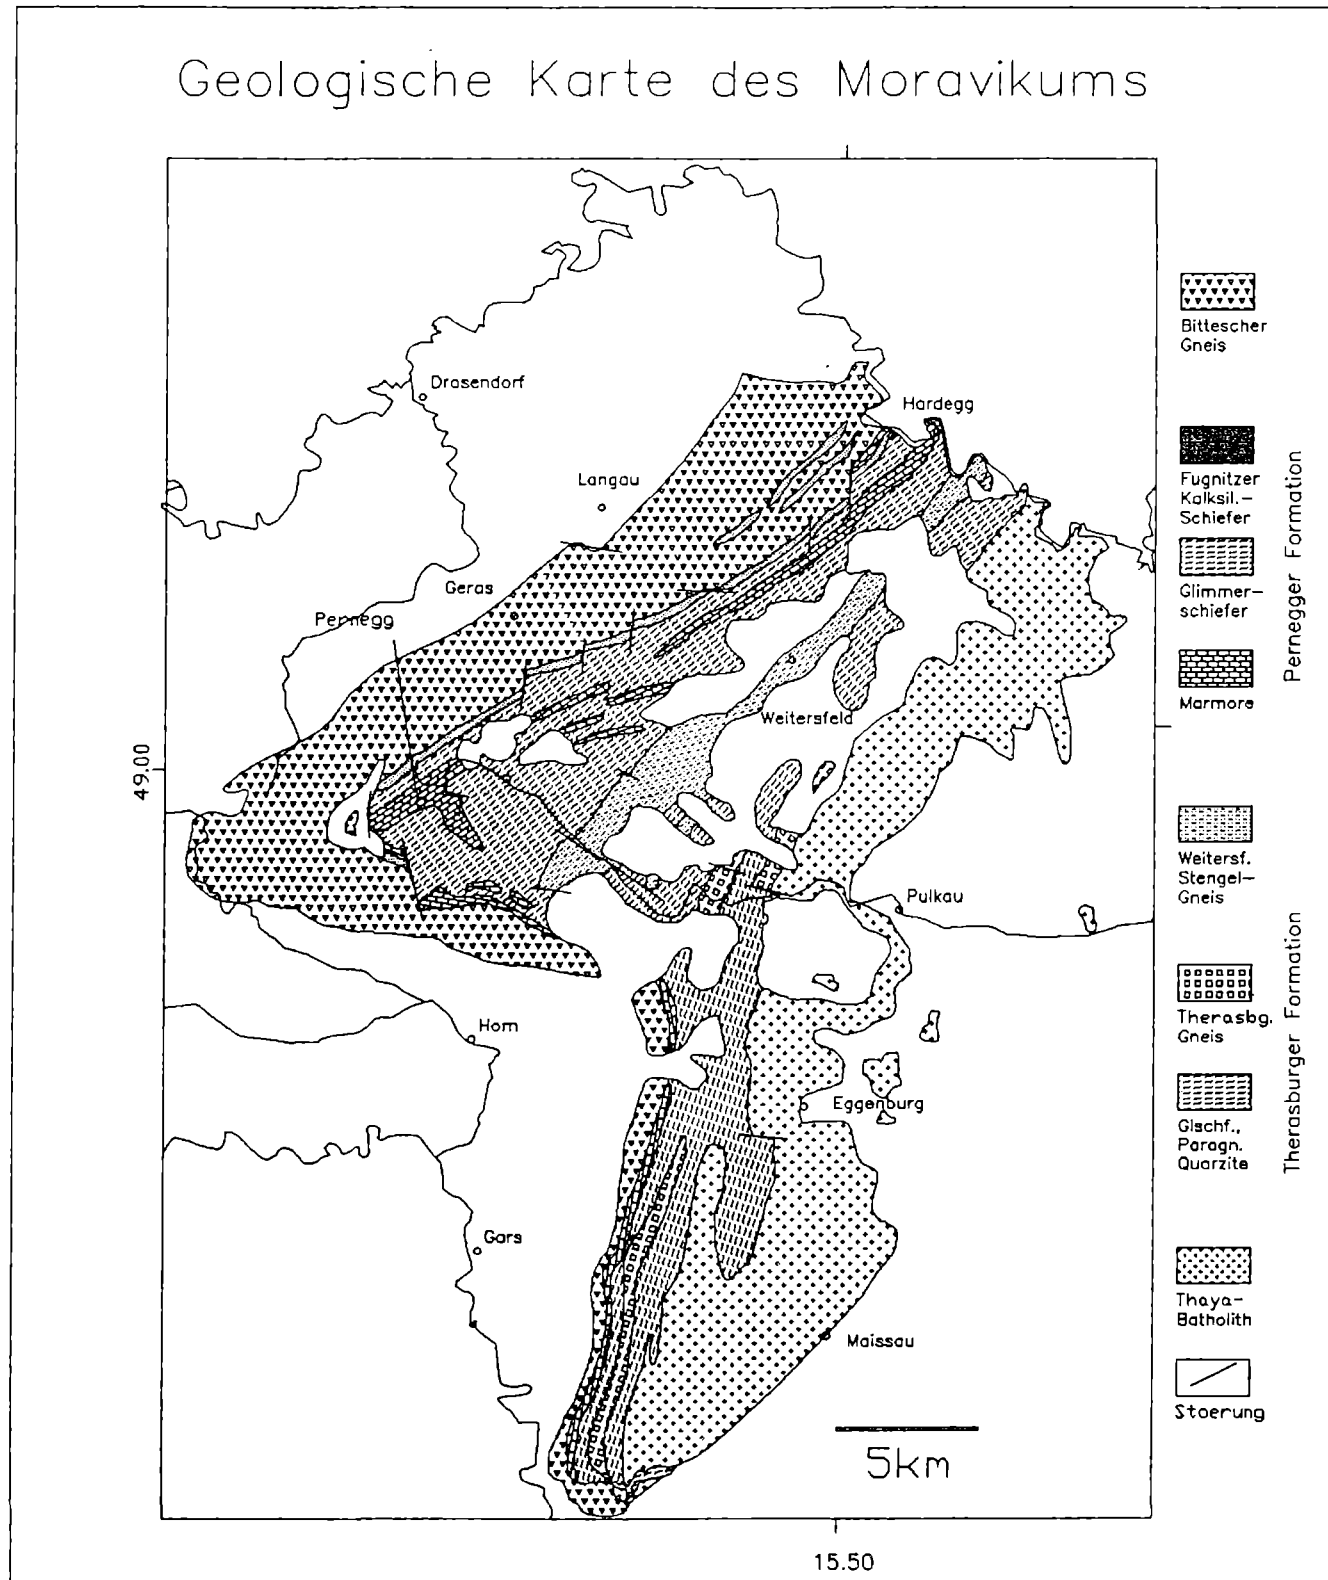 Geologische Karte des Moravikums
Drosendorf
Hardegg
Langau
Geras
Pernegg
Weitersfeld
49.00
Pulkau
Horn
Eggenburg
Gars
Maissau
5km
15.50
Bittescher
Gneis
Fugnitzer
Kalksil.-
Schiefer
Glimmer-
schiefer
Marmore
Pernegger Formation
Weitersf.
Stengel-
Gneis
Therasbg.
Gneis
Glschf.,
Paragn.
Quarzite
Therasburger Formation
Thaya-
Batholith
Stoerung